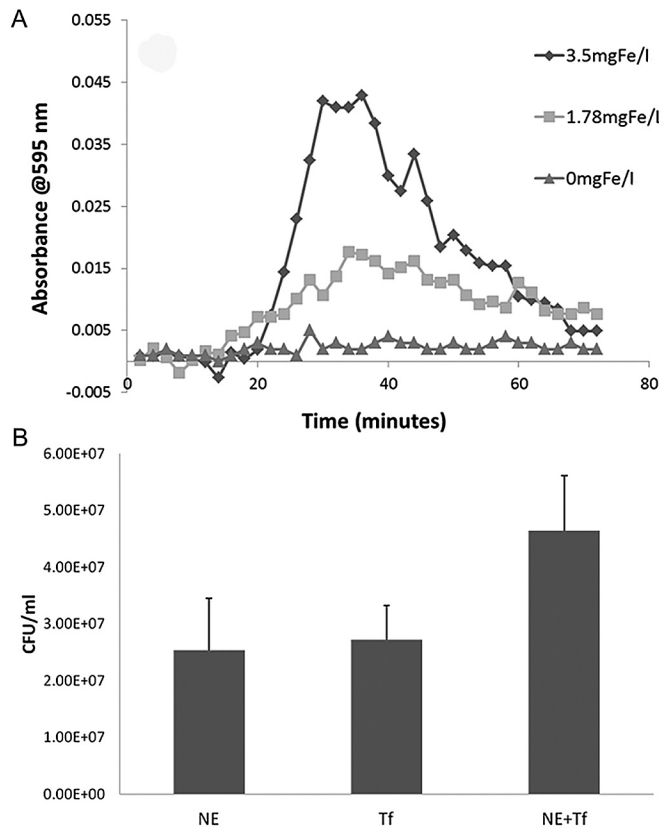 A
0.055
0.045
0.035
0.025
0.015
0.005
-0.005
Absorbance @595 nm
0
20
40
60
80
Time (minutes)
3.5mgFe/l
1.78mgFe/l
0mgFe/l
B
6.00E+07
5.00E+07
4.00E+07
3.00E+07
2.00E+07
1.00E+07
0.00E+00
CFU/ml
NE
Tf
NE+Tf